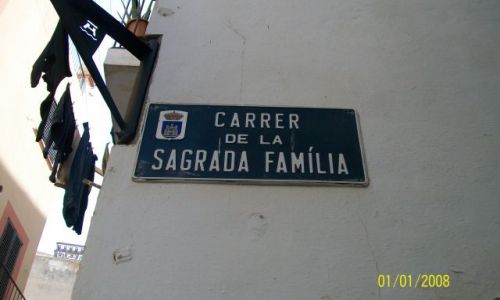 CARRER
DE LA
SAGRADA FAMÍLIA
01/01/2008